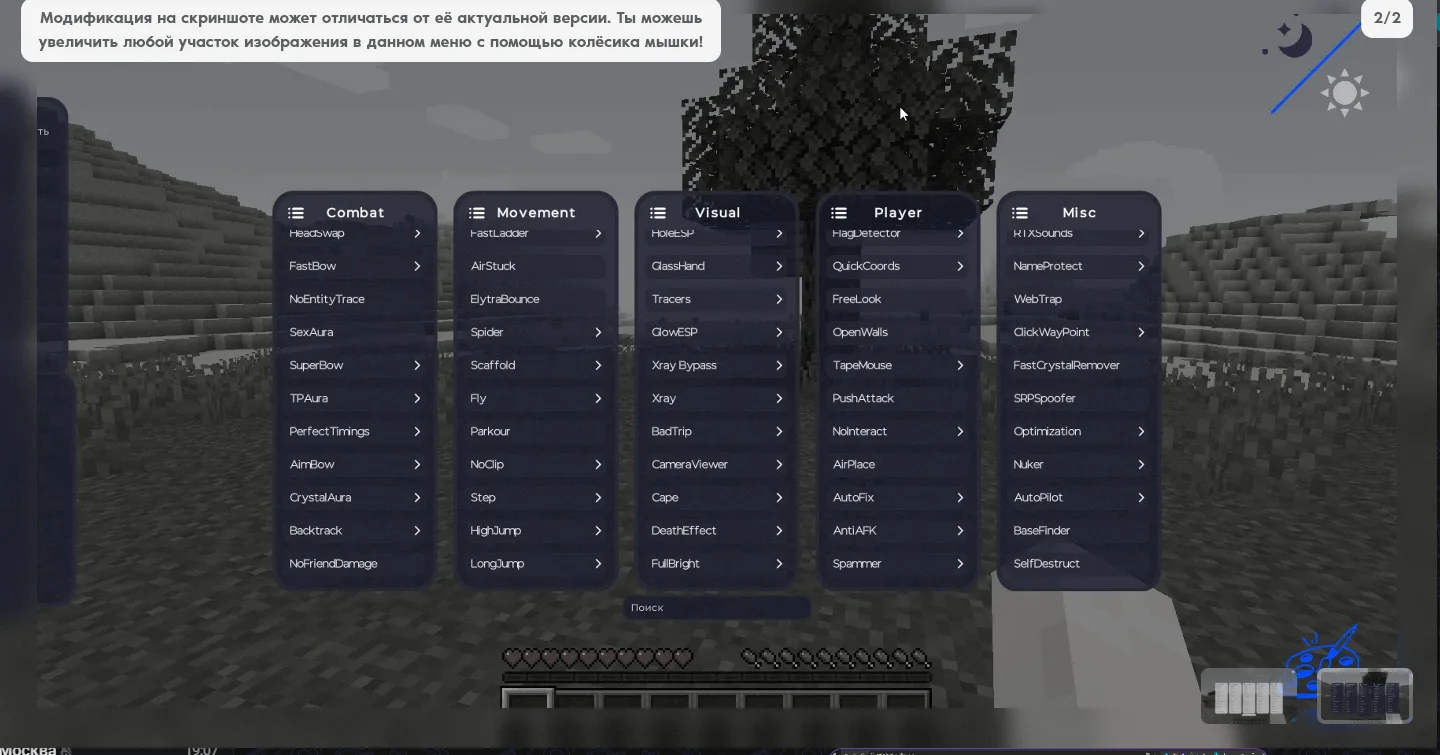 Модификация на скриншоте может отличаться от её актуальной версии. Ты можешь
увеличить любой участок изображения в данном меню с помощью колёсика мышки!
2/2
ть
Combat
HeadSwap
FastBow
NoEntityTrace
SexAura
SuperBow
TPAura
PerfectTimings
AimBow
CrystalAura
Backtrack
NoFriendDamage
Movement
FastLadder
AirStuck
ElytraBounce
Spider
Scaffold
Fly
Parkour
NoClip
Step
HighJump
LongJump
Visual
HoleESP
GlassHand
Tracers
GlowESP
Xray Bypass
Xray
BadTrip
CameraViewer
Cape
DeathEffect
FullBright
Player
FlagDetector
QuickCoords
FreeLook
OpenWalls
TapeMouse
PushAttack
NoInteract
AirPlace
AutoFix
AntiAFK
Spammer
Misc
RTXSounds
NameProtect
WebTrap
ClickWayPoint
FastCrystalRemover
SRPSpoofer
Optimization
Nuker
AutoPilot
BaseFinder
SelfDestruct
Поиск
Москва
19:07